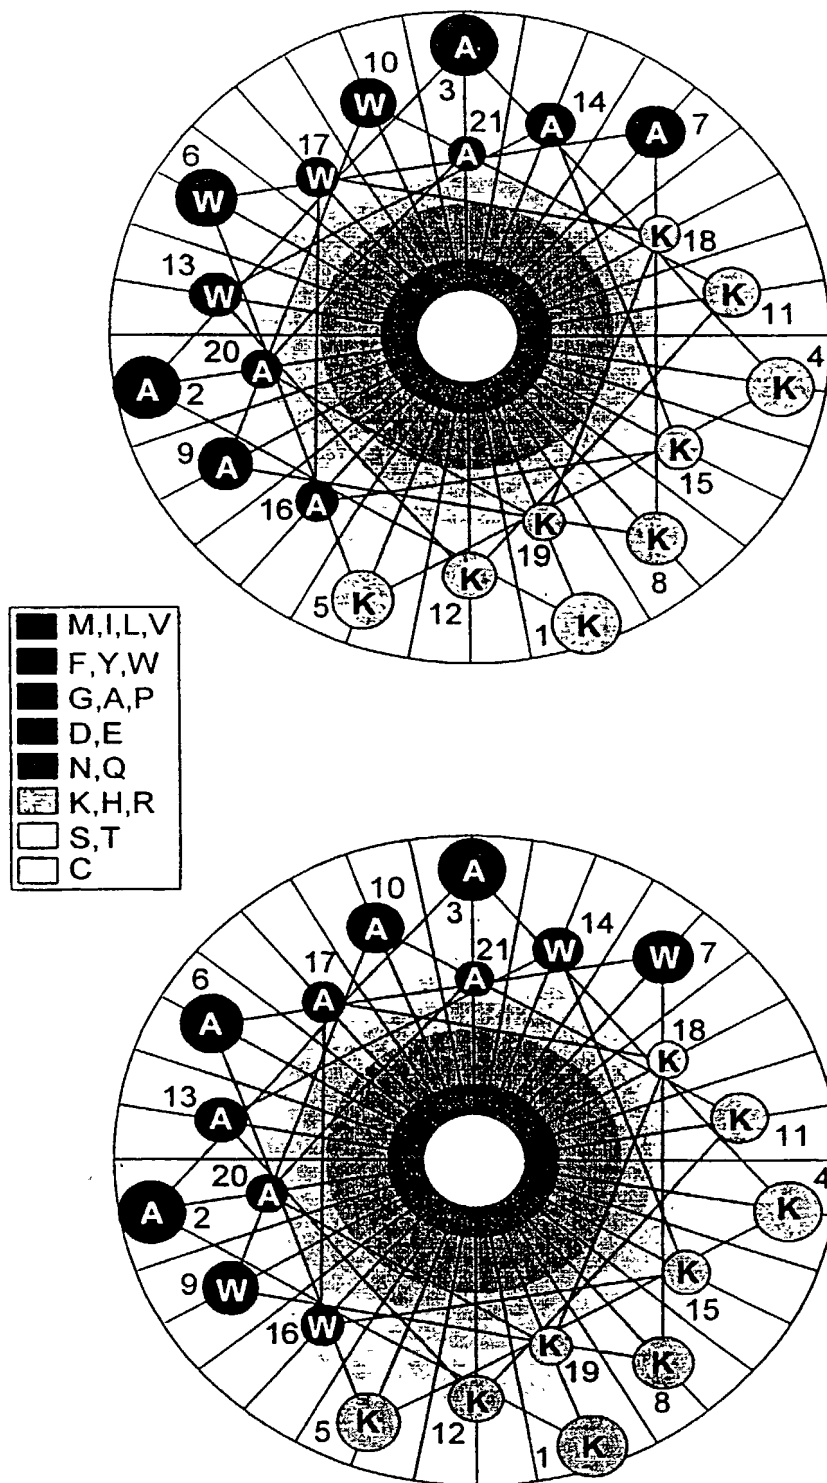 A
10
W
3
14
A
7
A
21
A
17
W
6
W
K
18
13
W
K
11
20
A
4
K
A
2
9
A
K
15
16
A
K
19
K
8
5
K
12
K
1
K
M,I,L,V
F,Y,W
G,A,P
D,E
N,Q
K,H,R
S,T
C
A
10
A
3
14
W
7
W
21
A
17
A
6
A
18
K
13
A
K
11
20
A
4
K
A
2
9
W
K
15
16
W
K
19
K
8
5
K
12
K
1
K